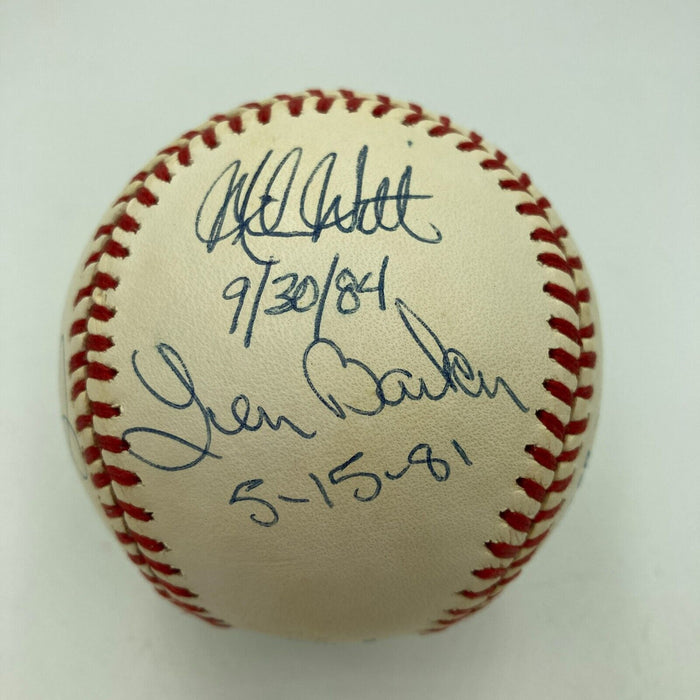 Mike Witt
9/30/84
Len Barker
5-15-81